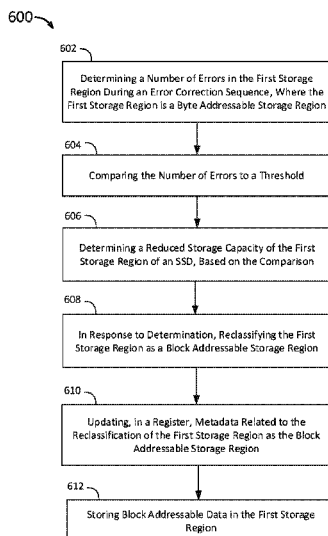 600
602
Determining a Number of Errors in the First Storage
Region During an Error Correction Sequence, Where the
First Storage Region is a Byte Addressable Storage Region
604
Comparing the Number of Errors to a Threshold
606
Determining a Reduced Storage Capacity of the First
Storage Region of an SSD, Based on the Comparison
608
In Response to Determination, Reclassifying the First
Storage Region as a Block Addressable Storage Region
610
Updating, in a Register, Metadata Related to the
Reclassification of the First Storage Region as the Block
Addressable Storage Region
612
Storing Block Addressable Data in the First Storage
Region